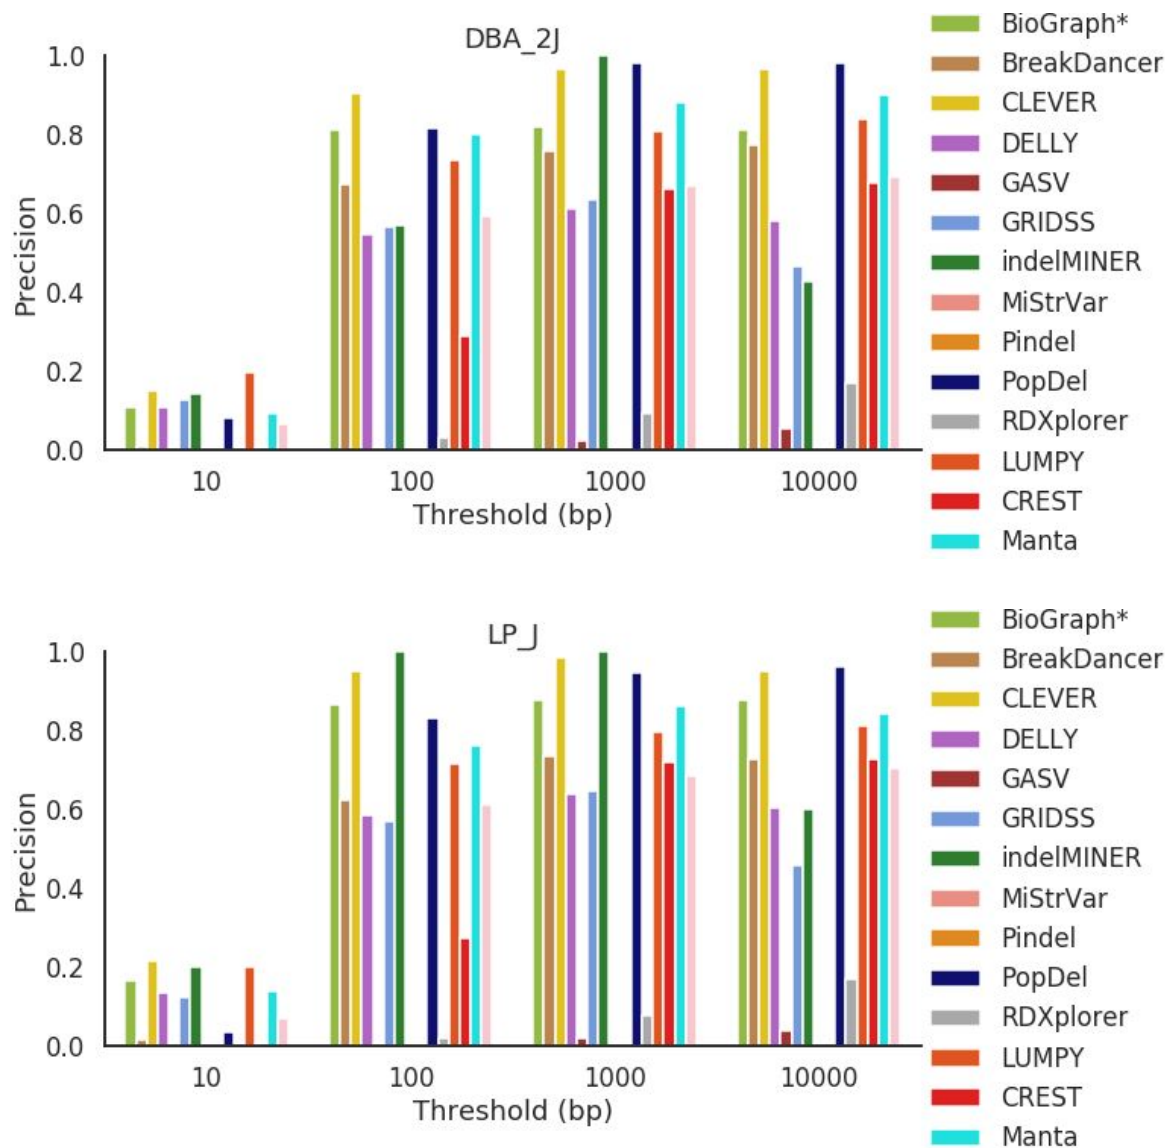 DBA_2J
1.0
0.8
0.6
0.4
0.2
0.0
Precision
10
100
1000
10000
Threshold (bp)
BioGraph*
BreakDancer
CLEVER
DELLY
GASV
GRIDSS
indelMINER
MiStrVar
Pindel
PopDel
RDXplorer
LUMPY
CREST
Manta
LP_J
1.0
0.8
0.6
0.4
0.2
0.0
Precision
10
100
1000
10000
Threshold (bp)
BioGraph*
BreakDancer
CLEVER
DELLY
GASV
GRIDSS
indelMINER
MiStrVar
Pindel
PopDel
RDXplorer
LUMPY
CREST
Manta